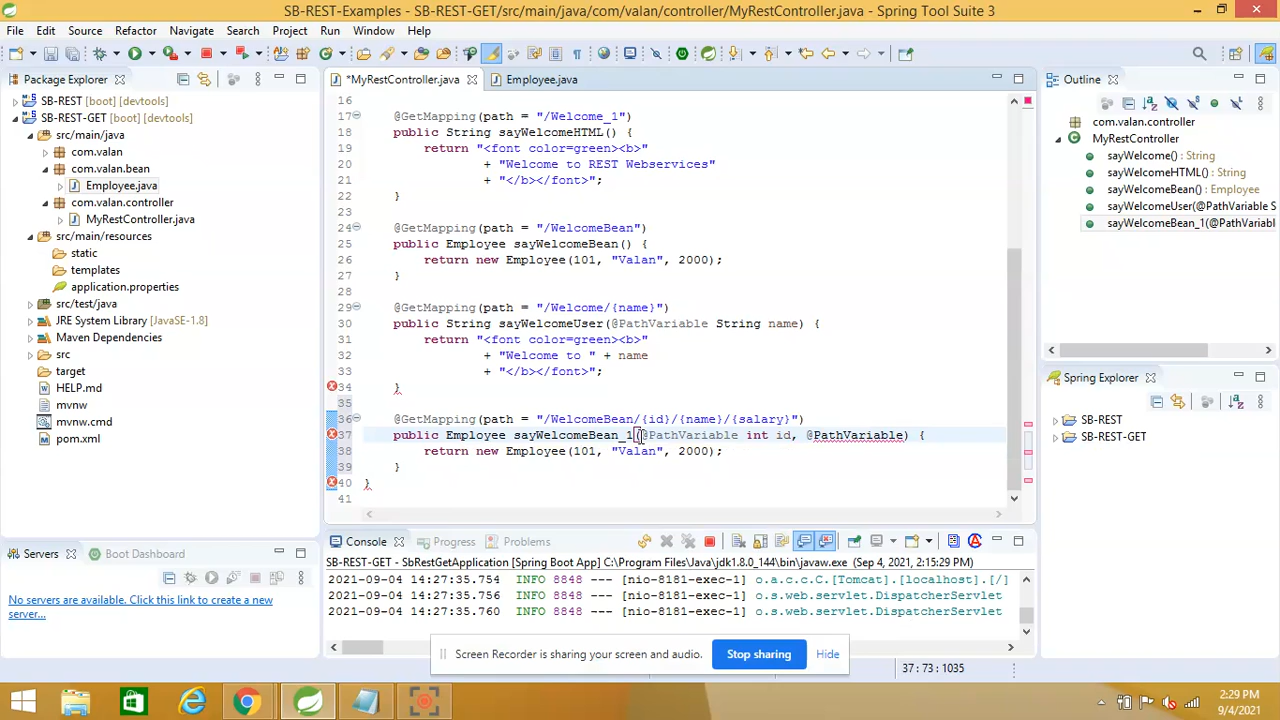 SB-REST-Examples - SB-REST-GET/src/main/java/com/valan/controller/MyRestController.java - Spring Tool Suite 3
File Edit Source Refactor Navigate Search Project Run Window Help
Package Explorer
SB-REST [boot] [devtools]
SB-REST-GET [boot] [devtools]
src/main/java
com.valan
com.valan.bean
Employee.java
com.valan.controller
MyRestController.java
src/main/resources
static
templates
application.properties
src/test/java
JRE System Library [JavaSE-1.8]
Maven Dependencies
src
target
HELP.md
mvnw
mvnw.cmd
pom.xml
*MyRestController.java Employee.java
16
17 @GetMapping(path = "/Welcome_1")
18 public String sayWelcomeHTML() {
19 return "<font color=green><b>"
20 + "Welcome to REST Webservices"
21 + "</b></font>";
22 }
23
24 @GetMapping(path = "/WelcomeBean")
25 public Employee sayWelcomeBean() {
26 return new Employee(101, "Valan", 2000);
27 }
28
29 @GetMapping(path = "/Welcome/{name}")
30 public String sayWelcomeUser(@PathVariable String name) {
31 return "<font color=green><b>"
32 + "Welcome to " + name
33 + "</b></font>";
34 }
35
36 @GetMapping(path = "/WelcomeBean/{id}/{name}/{salary}")
37 public Employee sayWelcomeBean_1(@PathVariable int id, @PathVariable) {
38 return new Employee(101, "Valan", 2000);
39 }
40 }
41
Outline
com.valan.controller
MyRestController
sayWelcome() : String
sayWelcomeHTML() : String
sayWelcomeBean() : Employee
sayWelcomeUser(@PathVariable S
sayWelcomeBean_1(@PathVariabl
Spring Explorer
SB-REST
SB-REST-GET
Servers Boot Dashboard
No servers are available. Click this link to create a new
server...
Console Progress Problems
SB-REST-GET - SbRestGetApplication [Spring Boot App] C:\Program Files\Java\jdk1.8.0_144\bin\javaw.exe (Sep 4, 2021, 2:15:29 PM)
2021-09-04 14:27:35.754 INFO 8848 --- [nio-8181-exec-1] o.a.c.c.C.[Tomcat].[localhost].[/]
2021-09-04 14:27:35.756 INFO 8848 --- [nio-8181-exec-1] o.s.web.servlet.DispatcherServlet
2021-09-04 14:27:35.760 INFO 8848 --- [nio-8181-exec-1] o.s.web.servlet.DispatcherServlet
Screen Recorder is sharing your screen and audio. Stop sharing Hide
37 : 73 : 1035
2:29 PM
9/4/2021